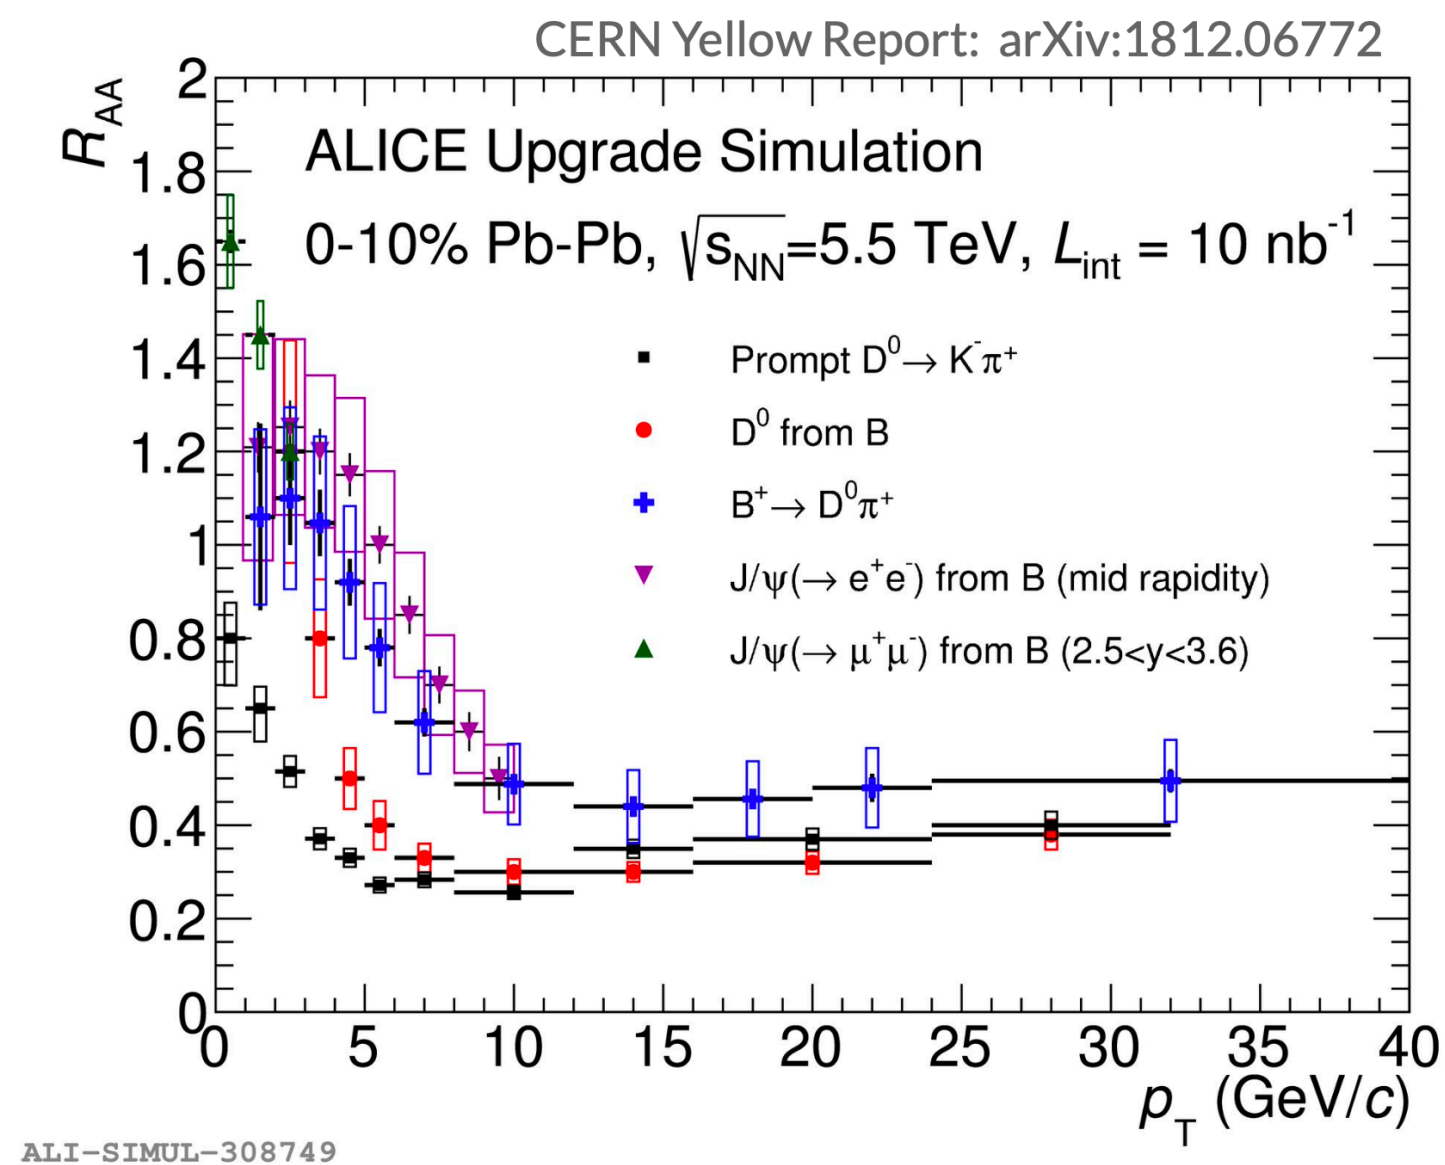 CERN Yellow Report: arXiv:1812.06772
R_AA
2
1.8
1.6
1.4
1.2
1
0.8
0.6
0.4
0.2
0
ALICE Upgrade Simulation
0-10% Pb-Pb, √s_NN=5.5 TeV, L_int = 10 nb⁻¹
Prompt D⁰→ K⁻π⁺
D⁰ from B
B⁺→ D⁰π⁺
J/ψ(→ e⁺e⁻) from B (mid rapidity)
J/ψ(→ μ⁺μ⁻) from B (2.5<y<3.6)
0 5 10 15 20 25 30 35 40
p_T (GeV/c)
ALI-SIMUL-308749